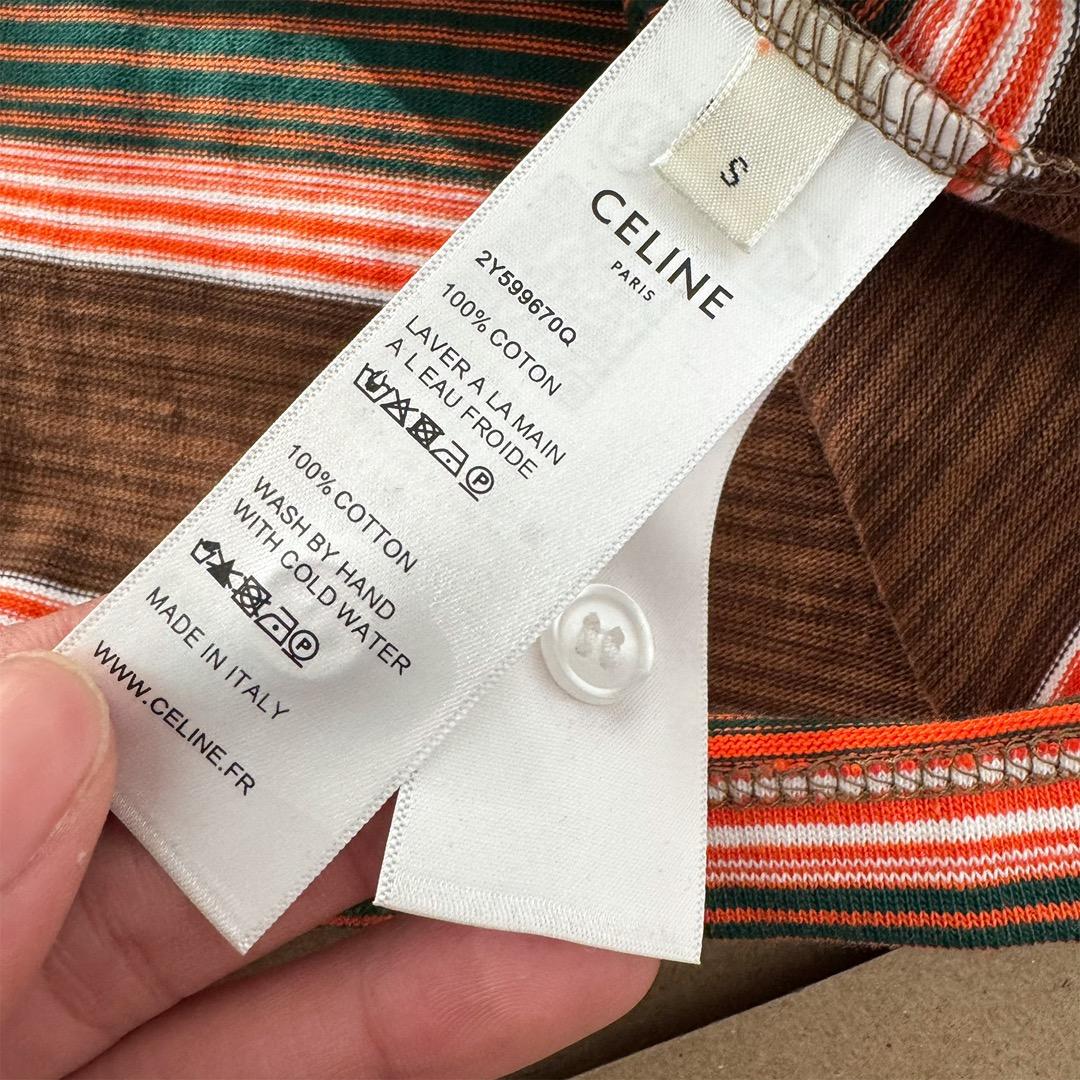 S
CELINE
PARIS
2Y599670Q
100% COTON
LAVER A LA MAIN
A L EAU FROIDE
P
100% COTTON
WASH BY HAND
WITH COLD WATER
P
MADE IN ITALY
WWW.CELINE.FR